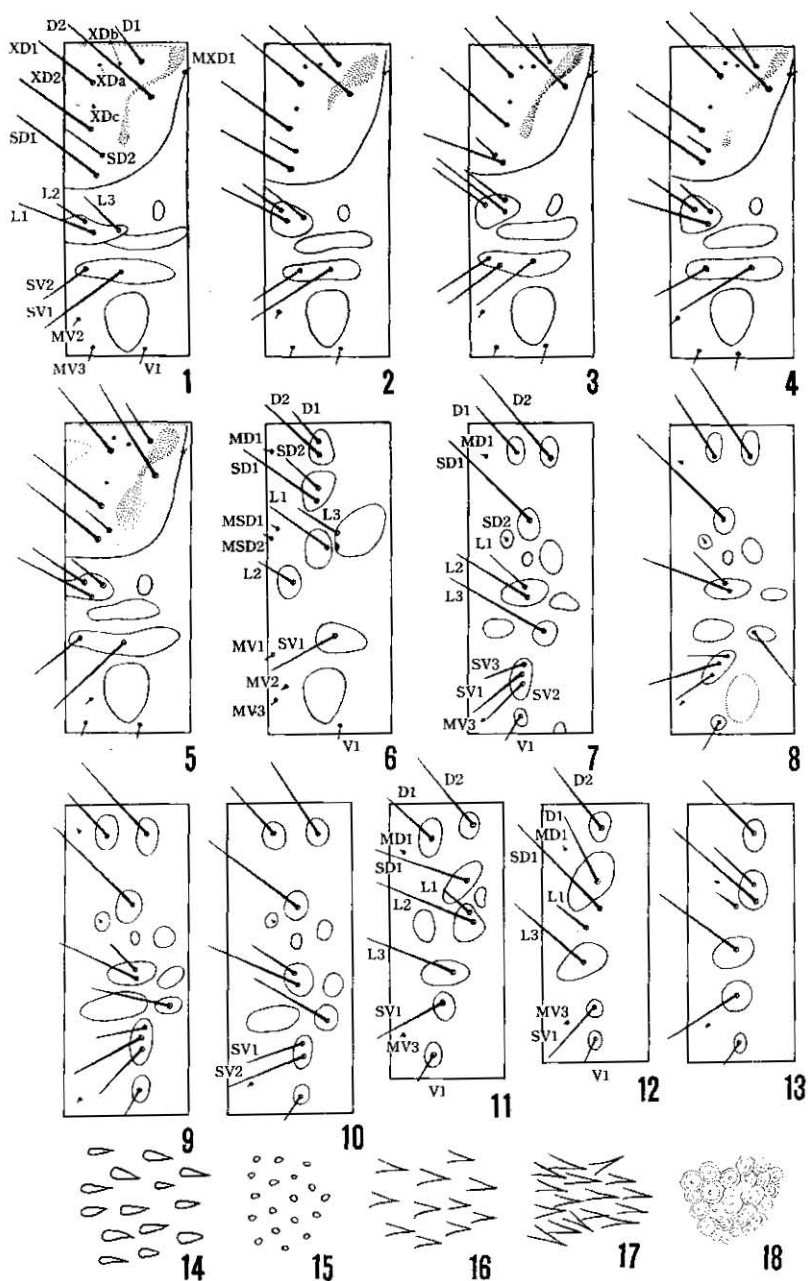 D2 XDb D1
XD1
XD2 XDa MXD1
XDc
SD1
SD2
L2 L3
L1
SV2
SV1
MV2
MV3 V1
1 2 3 4
D2
D1
MD1
SD2
SD1
L1
L3
MSD1
MSD2
L2
MV1 SV1
MV2
MV3
V1
D1 D2
MD1
SD1
SD2
L1
L2
L3
SV3
SV1
SV2
MV3
V1
5 6 7 8
D1 D2
MD1
SD1
L1
L2
L3
SV1
MV3
V1
D2
D1
MD1
SD1
L1
L3
MV3
SV1
V1
SV1
SV2
9 10 11 12 13
14 15 16 17 18